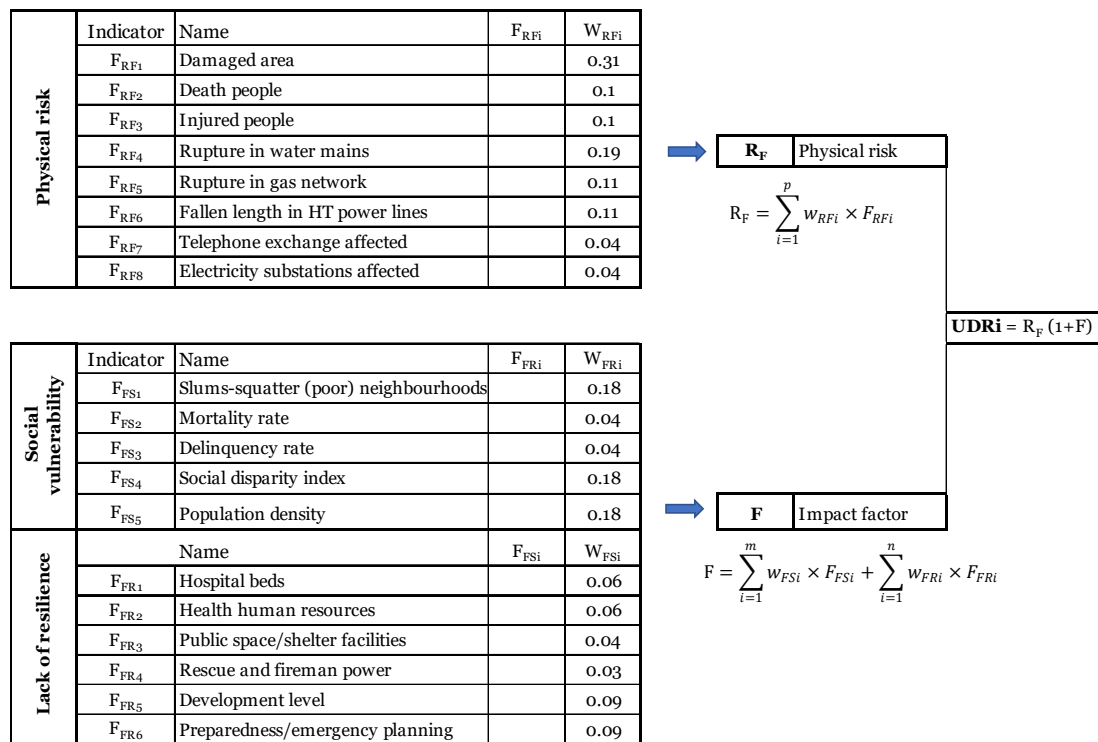 Indicator Name F_RFi W_RFi
Physical risk
F_RF1 Damaged area 0.31
F_RF2 Death people 0.1
F_RF3 Injured people 0.1
F_RF4 Rupture in water mains 0.19
F_RF5 Rupture in gas network 0.11
F_RF6 Fallen length in HT power lines 0.11
F_RF7 Telephone exchange affected 0.04
F_RF8 Electricity substations affected 0.04
R_F Physical risk
R_F = ∑_{i=1}^{p} w_RFi × F_RFi
UDRi = R_F (1+F)
Indicator Name F_FRi W_FRi
Social
vulnerability
F_FS1 Slums-squatter (poor) neighbourhoods 0.18
F_FS2 Mortality rate 0.04
F_FS3 Delinquency rate 0.04
F_FS4 Social disparity index 0.18
F_FS5 Population density 0.18
Name F_FSi W_FSi
Lack of resilience
F_FR1 Hospital beds 0.06
F_FR2 Health human resources 0.06
F_FR3 Public space/shelter facilities 0.04
F_FR4 Rescue and fireman power 0.03
F_FR5 Development level 0.09
F_FR6 Preparedness/emergency planning 0.09
F Impact factor
F = ∑_{i=1}^{m} w_FSi × F_FSi + ∑_{i=1}^{n} w_FRi × F_FRi